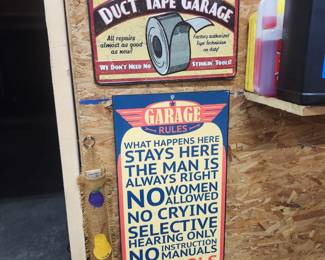 DUCT TAPE GARAGE
All repairs
almost as
good as
new!
Factory authorized
Tape Technician
on duty!
WE DON'T NEED NO
STINKIN' TOOLS!
GARAGE
RULES
WHAT HAPPENS HERE
STAYS HERE
THE MAN IS
ALWAYS RIGHT
NO WOMEN
ALLOWED
NO CRYING
SELECTIVE
HEARING ONLY
NO INSTRUCTION
MANUALS